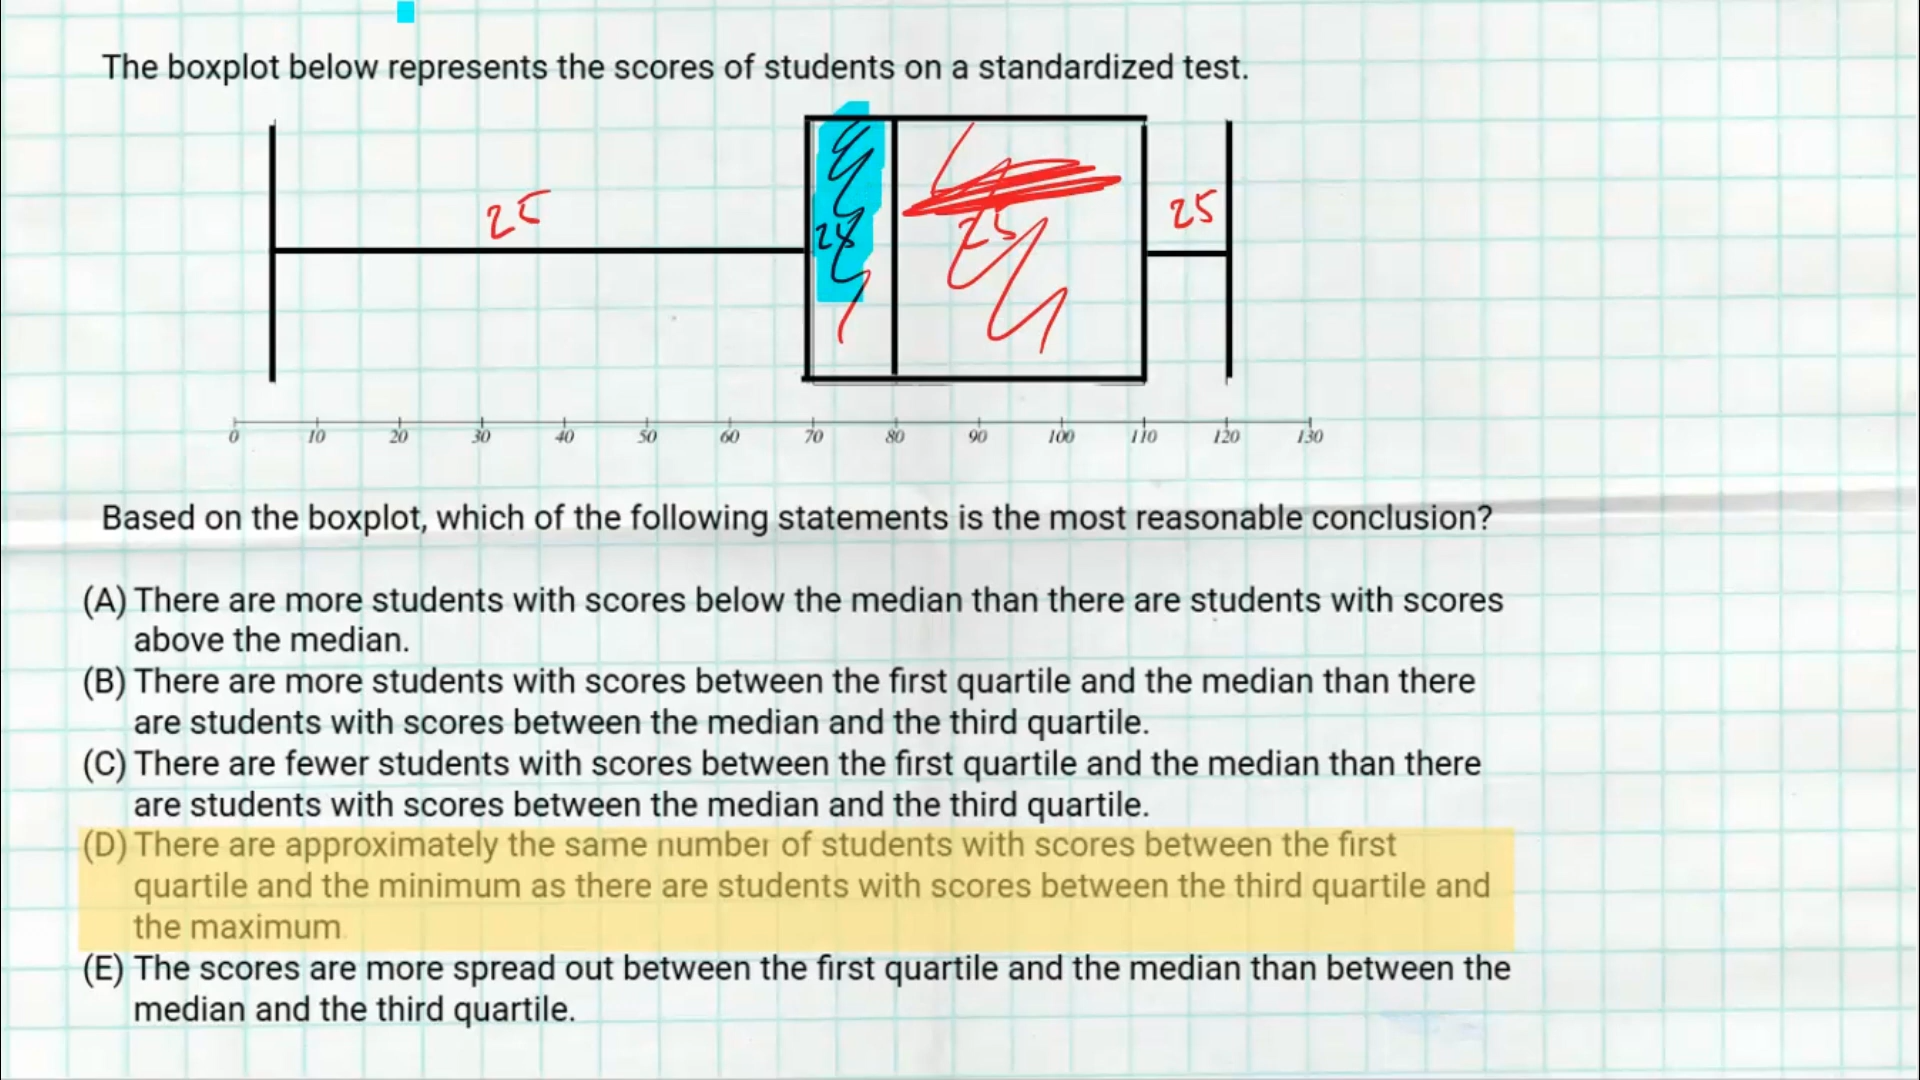 The boxplot below represents the scores of students on a standardized test.
25
25
25
0 10 20 30 40 50 60 70 80 90 100 110 120 130
Based on the boxplot, which of the following statements is the most reasonable conclusion?
(A) There are more students with scores below the median than there are students with scores
above the median.
(B) There are more students with scores between the first quartile and the median than there
are students with scores between the median and the third quartile.
(C) There are fewer students with scores between the first quartile and the median than there
are students with scores between the median and the third quartile.
(D) There are approximately the same number of students with scores between the first
quartile and the minimum as there are students with scores between the third quartile and
the maximum.
(E) The scores are more spread out between the first quartile and the median than between the
median and the third quartile.